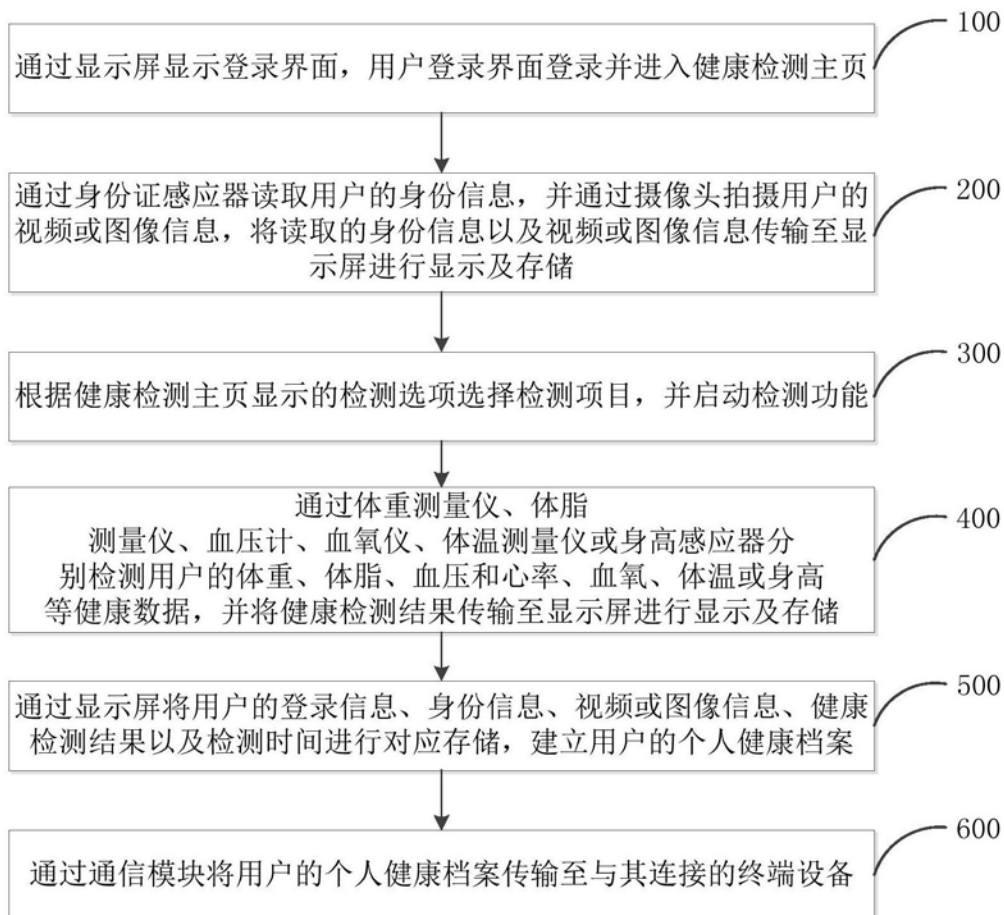 100
通过显示屏显示登录界面，用户登录界面登录并进入健康检测主页
200
通过身份证感应器读取用户的身份信息，并通过摄像头拍摄用户的
视频或图像信息，将读取的身份信息以及视频或图像信息传输至显
示屏进行显示及存储
300
根据健康检测主页显示的检测选项选择检测项目，并启动检测功能
400
通过体重测量仪、体脂
测量仪、血压计、血氧仪、体温测量仪或身高感应器分
别检测用户的体重、体脂、血压和心率、血氧、体温或身高
等健康数据，并将健康检测结果传输至显示屏进行显示及存储
500
通过显示屏将用户的登录信息、身份信息、视频或图像信息、健康
检测结果以及检测时间进行对应存储，建立用户的个人健康档案
600
通过通信模块将用户的个人健康档案传输至与其连接的终端设备